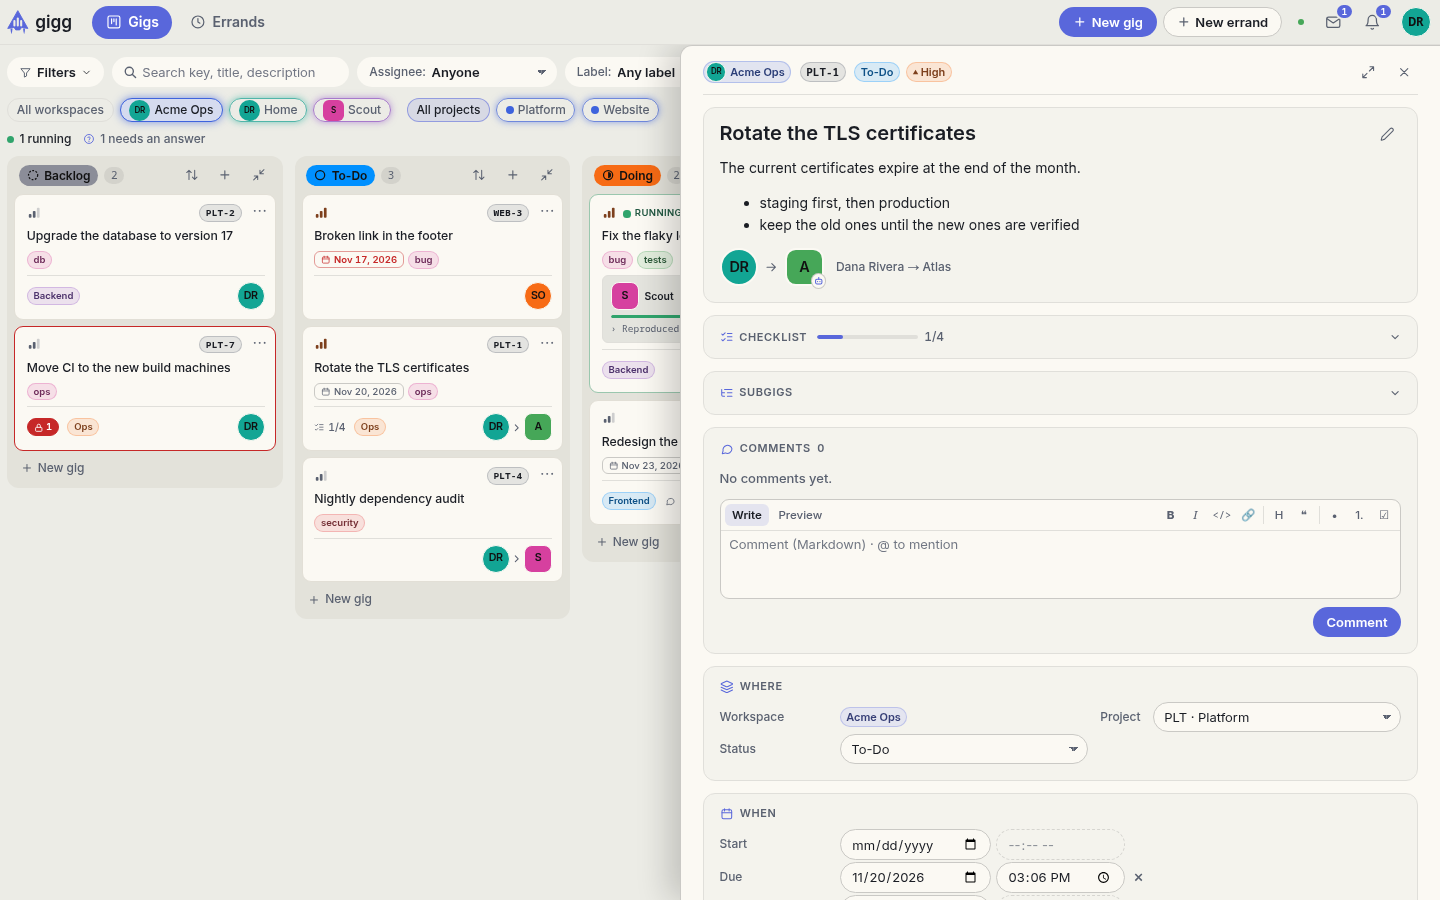 gigg
Gigs
Errands
New gig
New errand
1
1
DR
Filters
Search key, title, description
Assignee: Anyone
Label: Any label
All workspaces
DR Acme Ops
DR Home
S Scout
All projects
Platform
Website
1 running
1 needs an answer
Backlog 2
PLT-2
Upgrade the database to version 17
db
Backend
DR
PLT-7
Move CI to the new build machines
ops
1
Ops
DR
New gig
To-Do 3
WEB-3
Broken link in the footer
Nov 17, 2026
bug
SO
PLT-1
Rotate the TLS certificates
Nov 20, 2026
ops
1/4
Ops
DR
A
PLT-4
Nightly dependency audit
security
DR
S
New gig
Doing 2
RUNNING
Fix the flaky
bug
tests
S Scout
Reproduced
Backend
Redesign the
Nov 23, 2026
Frontend
New gig
DR Acme Ops
PLT-1
To-Do
High
Rotate the TLS certificates
The current certificates expire at the end of the month.
• staging first, then production
• keep the old ones until the new ones are verified
DR → A Dana Rivera → Atlas
CHECKLIST 1/4
SUBGIGS
COMMENTS 0
No comments yet.
Write Preview B I </> 🔗 H ❝ • 1. ☑
Comment (Markdown) · @ to mention
Comment
WHERE
Workspace Acme Ops Project PLT · Platform
Status To-Do
WHEN
Start mm/dd/yyyy --:-- --
Due 11/20/2026 03:06 PM ×